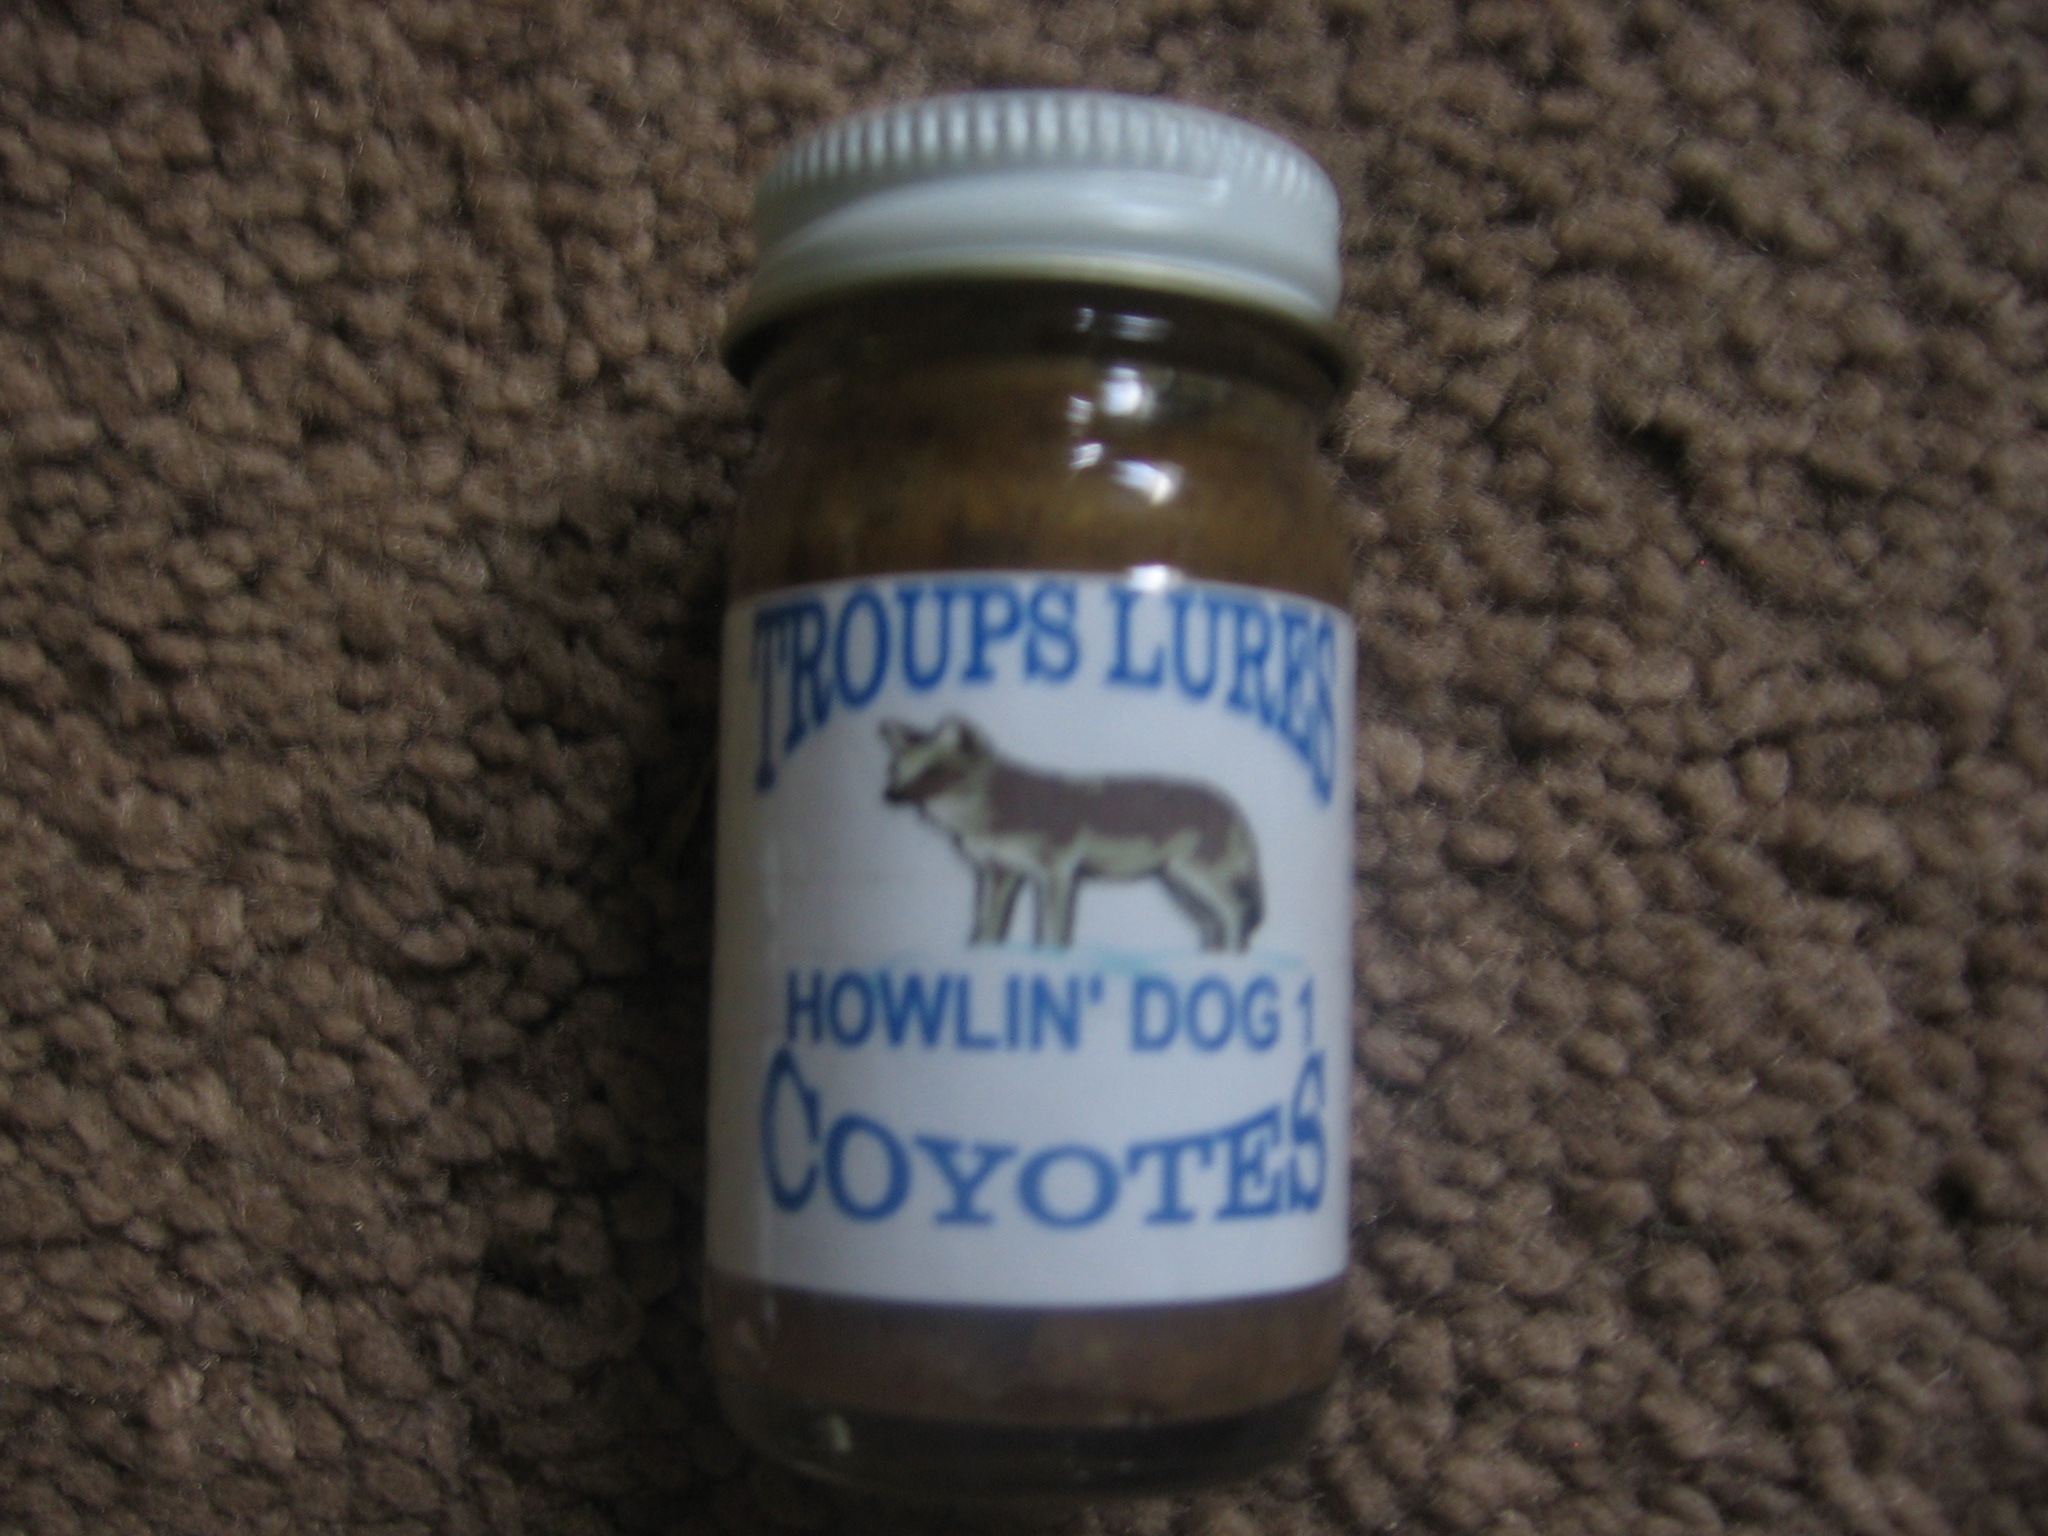 TROUPS LURES
HOWLIN' DOG 1
COYOTES